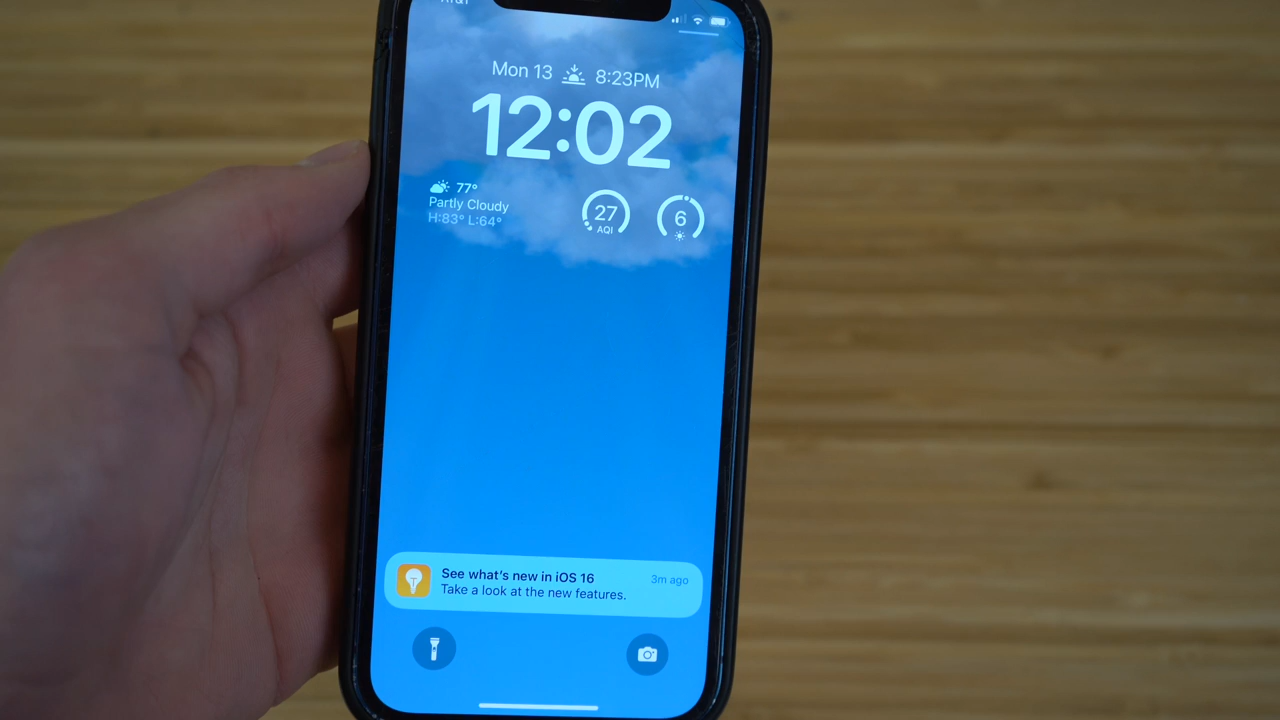 AT&T
Mon 13 8:23PM
12:02
77°
Partly Cloudy
H:83° L:64°
27
AQI
6
See what's new in iOS 16
3m ago
Take a look at the new features.